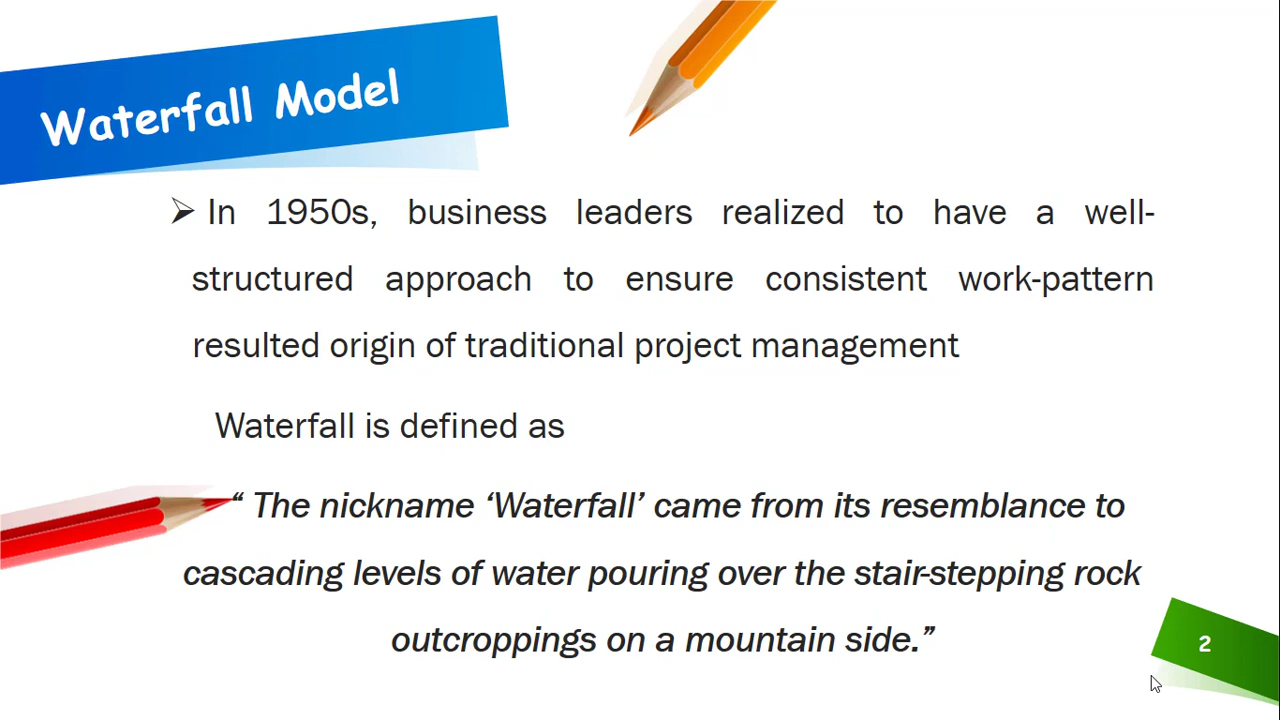 Waterfall Model
➢ In 1950s, business leaders realized to have a well-
structured approach to ensure consistent work-pattern
resulted origin of traditional project management
Waterfall is defined as
“ The nickname ‘Waterfall’ came from its resemblance to
cascading levels of water pouring over the stair-stepping rock
outcroppings on a mountain side.”
2